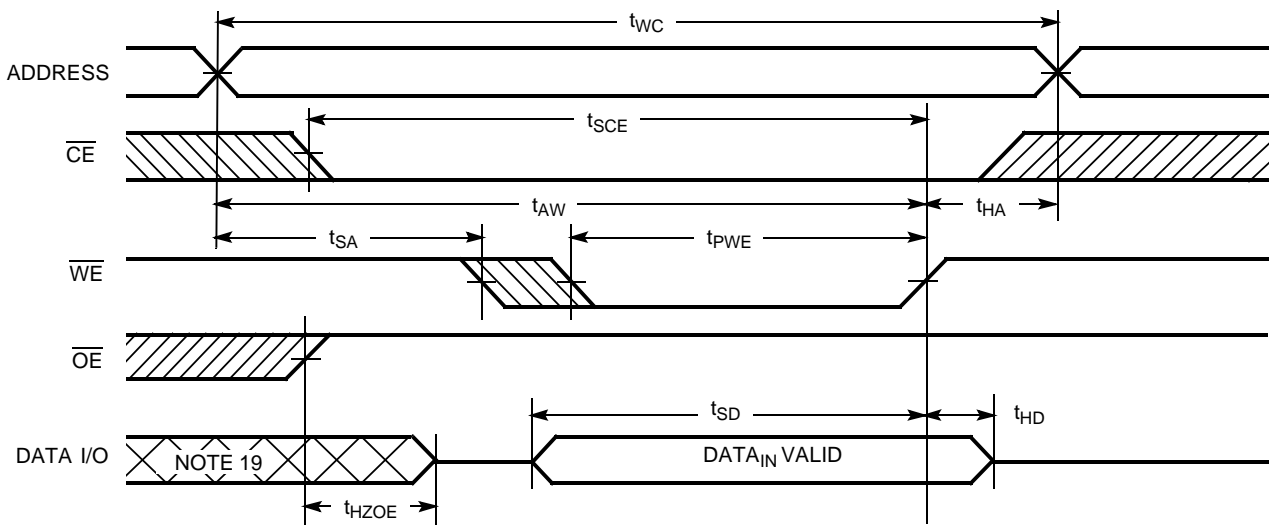 tWC
ADDRESS
tSCE
CE
tAW
tHA
tSA
tPWE
WE
OE
tSD
tHD
DATA I/O
NOTE 19
DATAIN VALID
tHZOE